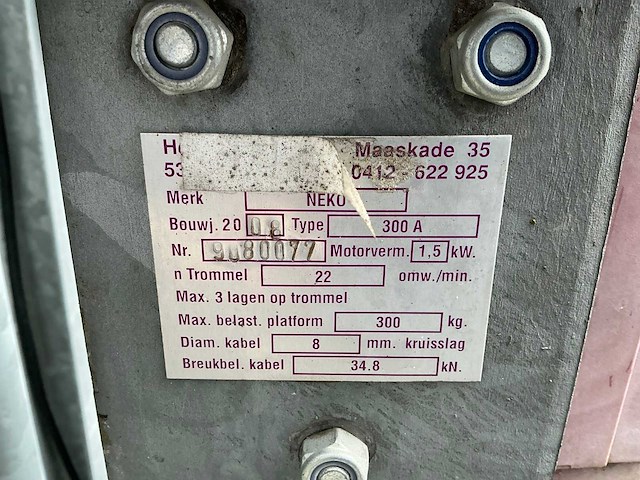 Maaskade 35
0412 622 925
Merk NEKO
Bouwj. 20 08 Type 300 A
Nr. 9080077 Motorverm. 1,5 kW.
n Trommel 22 omw./min.
Max. 3 lagen op trommel
Max. belast. platform 300 kg.
Diam. kabel 8 mm. kruisslag
Breukbel. kabel 34.8 kN.